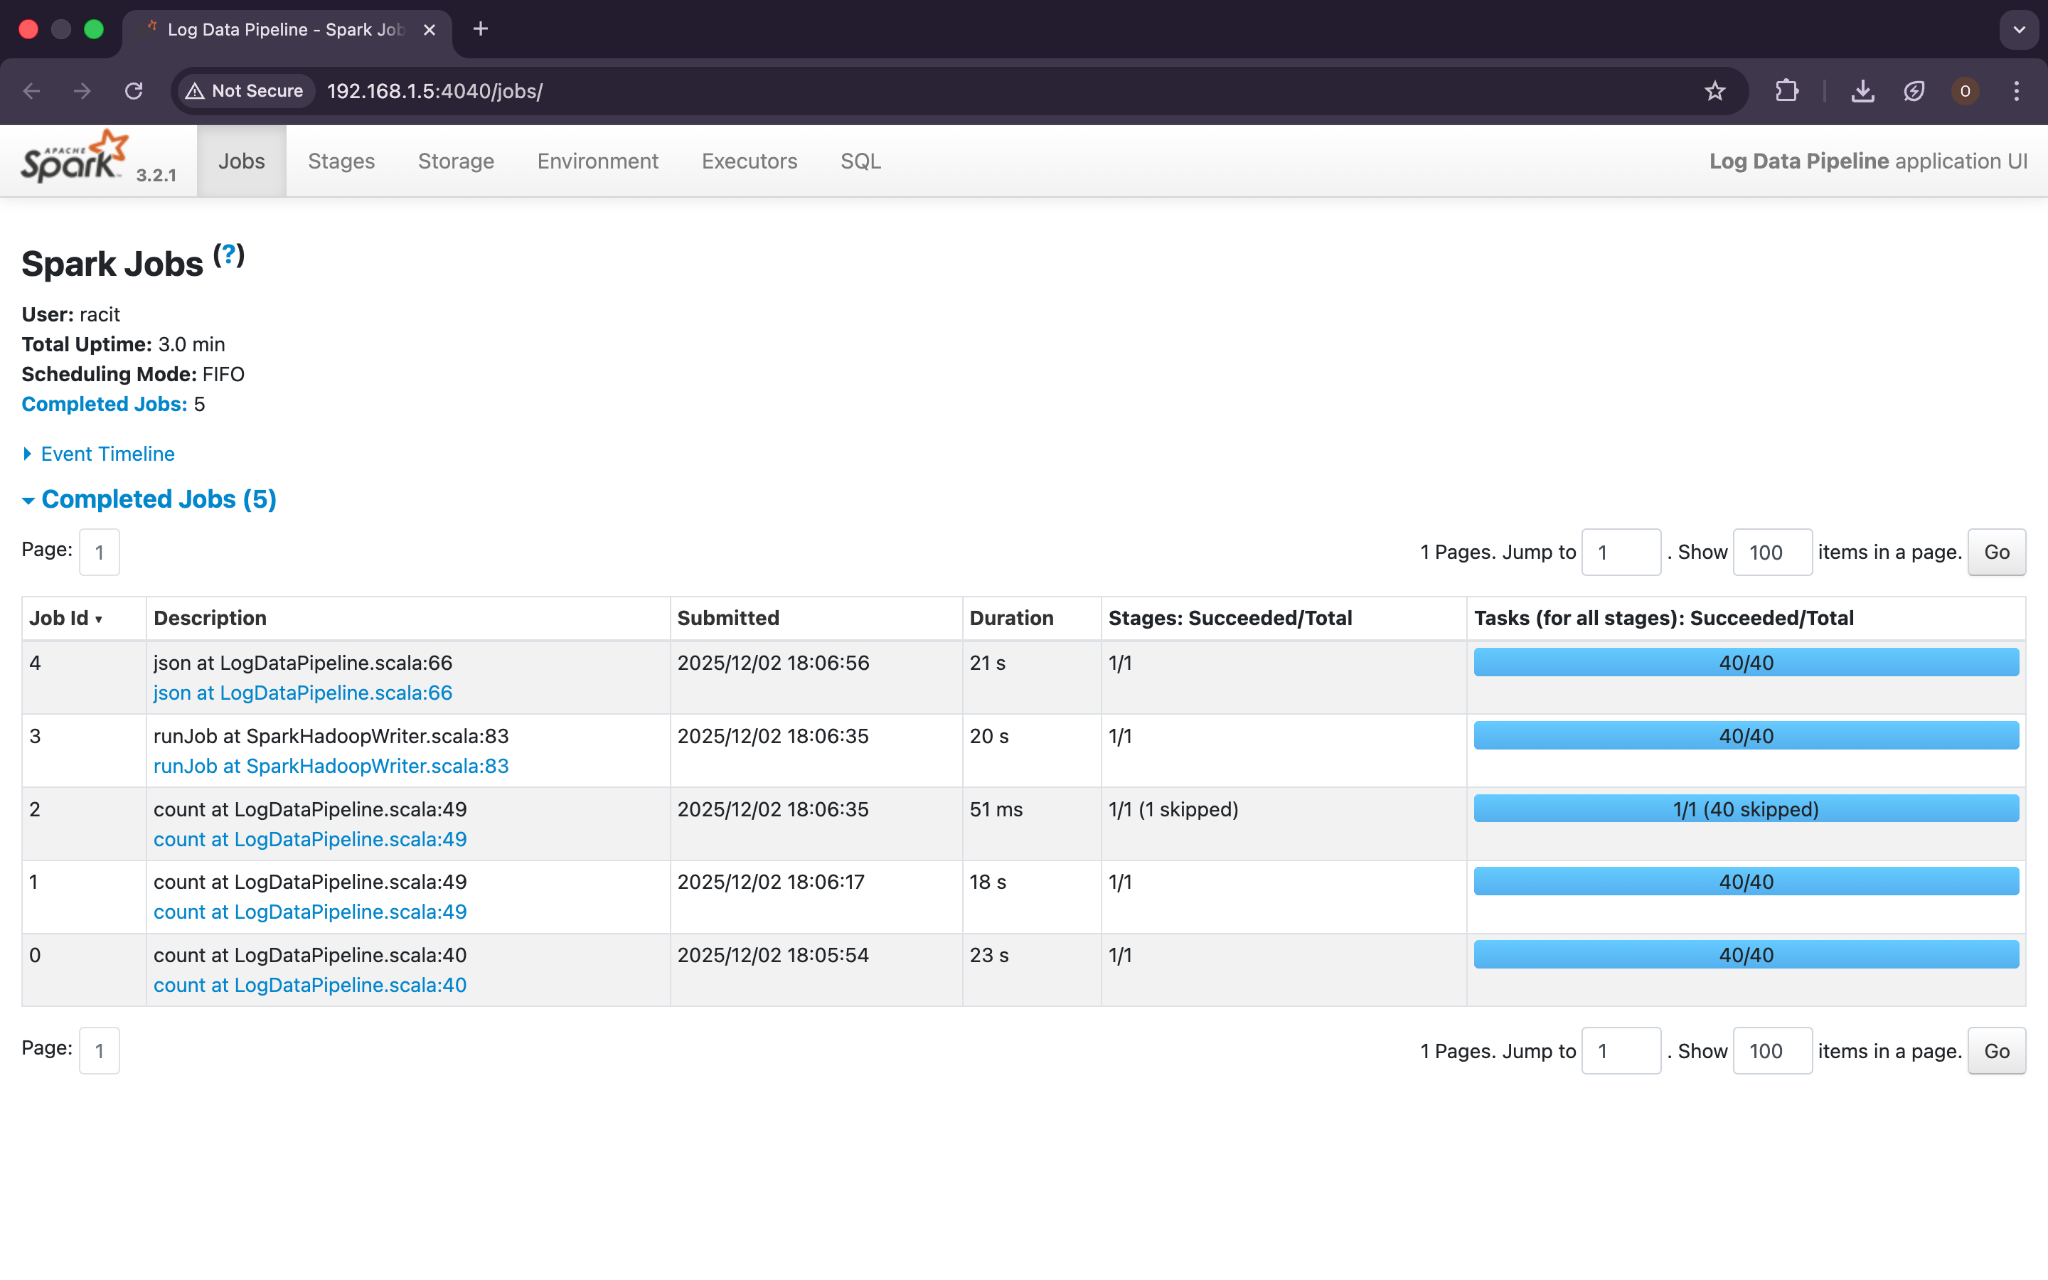 Log Data Pipeline - Spark Job
Not Secure 192.168.1.5:4040/jobs/ O
APACHE Spark 3.2.1 Jobs Stages Storage Environment Executors SQL Log Data Pipeline application UI
Spark Jobs (?)
User: racit
Total Uptime: 3.0 min
Scheduling Mode: FIFO
Completed Jobs: 5
Event Timeline
Completed Jobs (5)
Page: 1 1 Pages. Jump to 1 . Show 100 items in a page. Go
Job Id ▾ Description Submitted Duration Stages: Succeeded/Total Tasks (for all stages): Succeeded/Total
4 json at LogDataPipeline.scala:66 2025/12/02 18:06:56 21 s 1/1 40/40
json at LogDataPipeline.scala:66
3 runJob at SparkHadoopWriter.scala:83 2025/12/02 18:06:35 20 s 1/1 40/40
runJob at SparkHadoopWriter.scala:83
2 count at LogDataPipeline.scala:49 2025/12/02 18:06:35 51 ms 1/1 (1 skipped) 1/1 (40 skipped)
count at LogDataPipeline.scala:49
1 count at LogDataPipeline.scala:49 2025/12/02 18:06:17 18 s 1/1 40/40
count at LogDataPipeline.scala:49
0 count at LogDataPipeline.scala:40 2025/12/02 18:05:54 23 s 1/1 40/40
count at LogDataPipeline.scala:40
Page: 1 1 Pages. Jump to 1 . Show 100 items in a page. Go